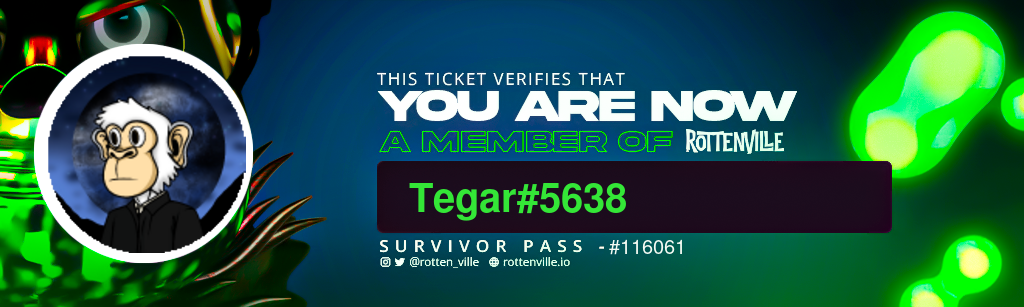 THIS TICKET VERIFIES THAT
YOU ARE NOW
A MEMBER OF ROTTENVILLE
Tegar#5638
SURVIVOR PASS - #116061
@rotten_ville rottenville.io